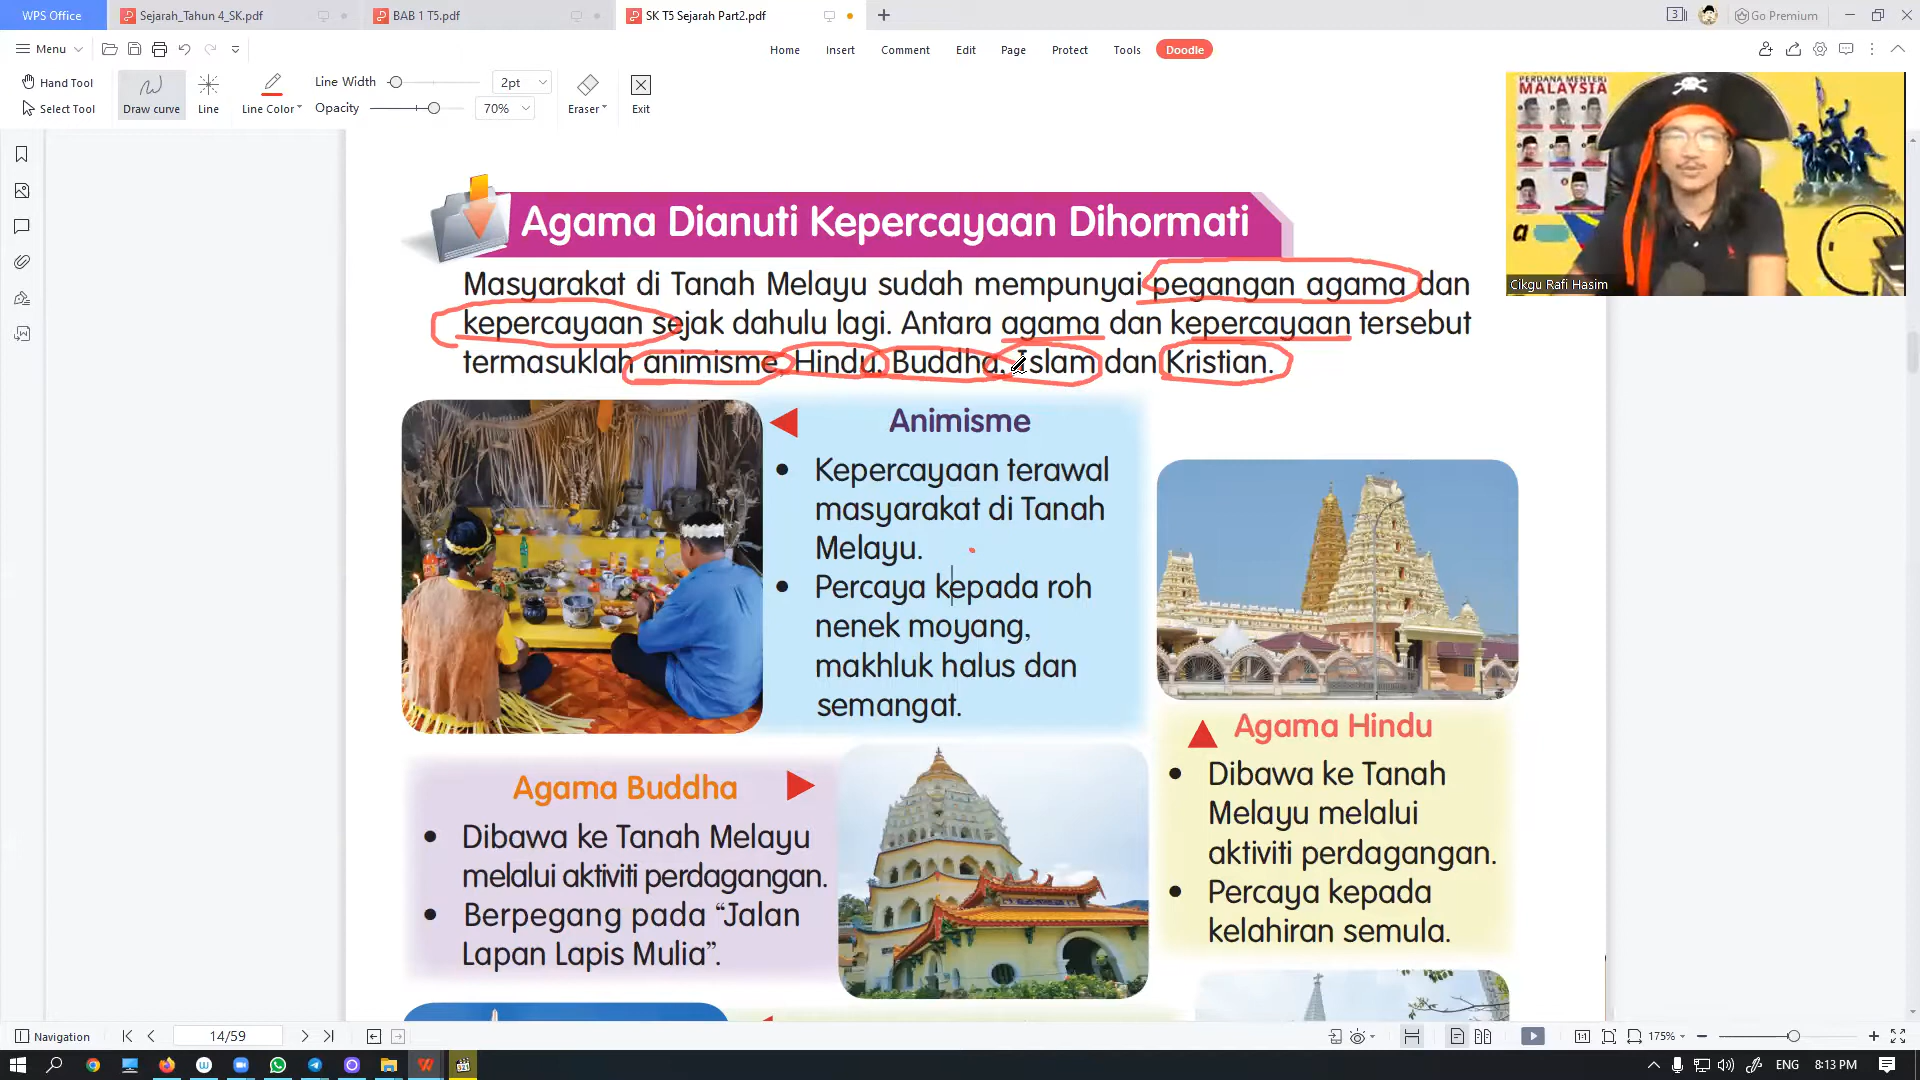 WPS Office
Sejarah_Tahun 4_SK.pdf
BAB 1 T5.pdf
SK T5 Sejarah Part2.pdf
3
Go Premium
Menu
Home
Insert
Comment
Edit
Page
Protect
Tools
Doodle
Hand Tool
Select Tool
Draw curve
Line
Line Color
Line Width
2pt
Opacity
70%
Eraser
Exit
PERDANA MENTERI
MALAYSIA
a
Cikgu Rafi Hasim
Agama Dianuti Kepercayaan Dihormati
Masyarakat di Tanah Melayu sudah mempunyai pegangan agama dan
kepercayaan sejak dahulu lagi. Antara agama dan kepercayaan tersebut
termasuklah animisme, Hindu, Buddha, Islam dan Kristian.
Animisme
• Kepercayaan terawal
masyarakat di Tanah
Melayu.
• Percaya kepada roh
nenek moyang,
makhluk halus dan
semangat.
Agama Hindu
• Dibawa ke Tanah
Melayu melalui
aktiviti perdagangan.
• Percaya kepada
kelahiran semula.
Agama Buddha
• Dibawa ke Tanah Melayu
melalui aktiviti perdagangan.
• Berpegang pada “Jalan
Lapan Lapis Mulia”.
Navigation
14/59
175%
ENG
8:13 PM